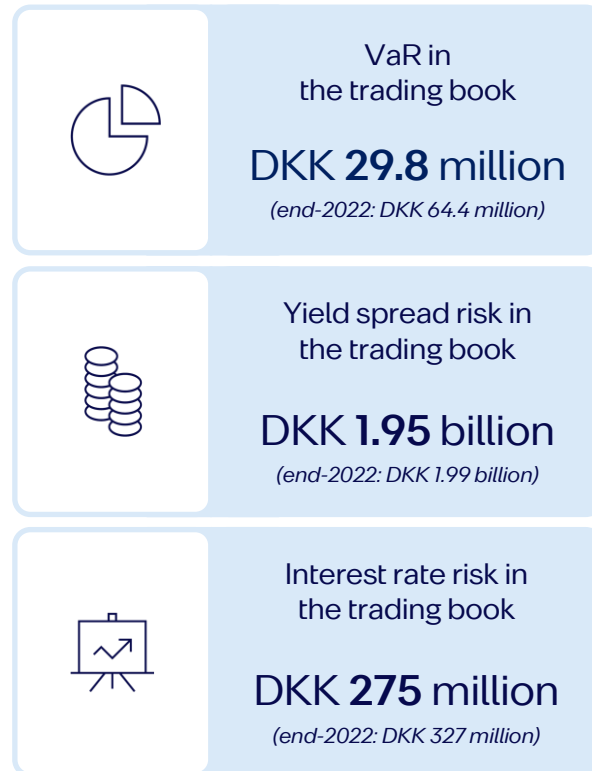 VaR in
the trading book
DKK 29.8 million
(end-2022: DKK 64.4 million)
Yield spread risk in
the trading book
DKK 1.95 billion
(end-2022: DKK 1.99 billion)
Interest rate risk in
the trading book
DKK 275 million
(end-2022: DKK 327 million)